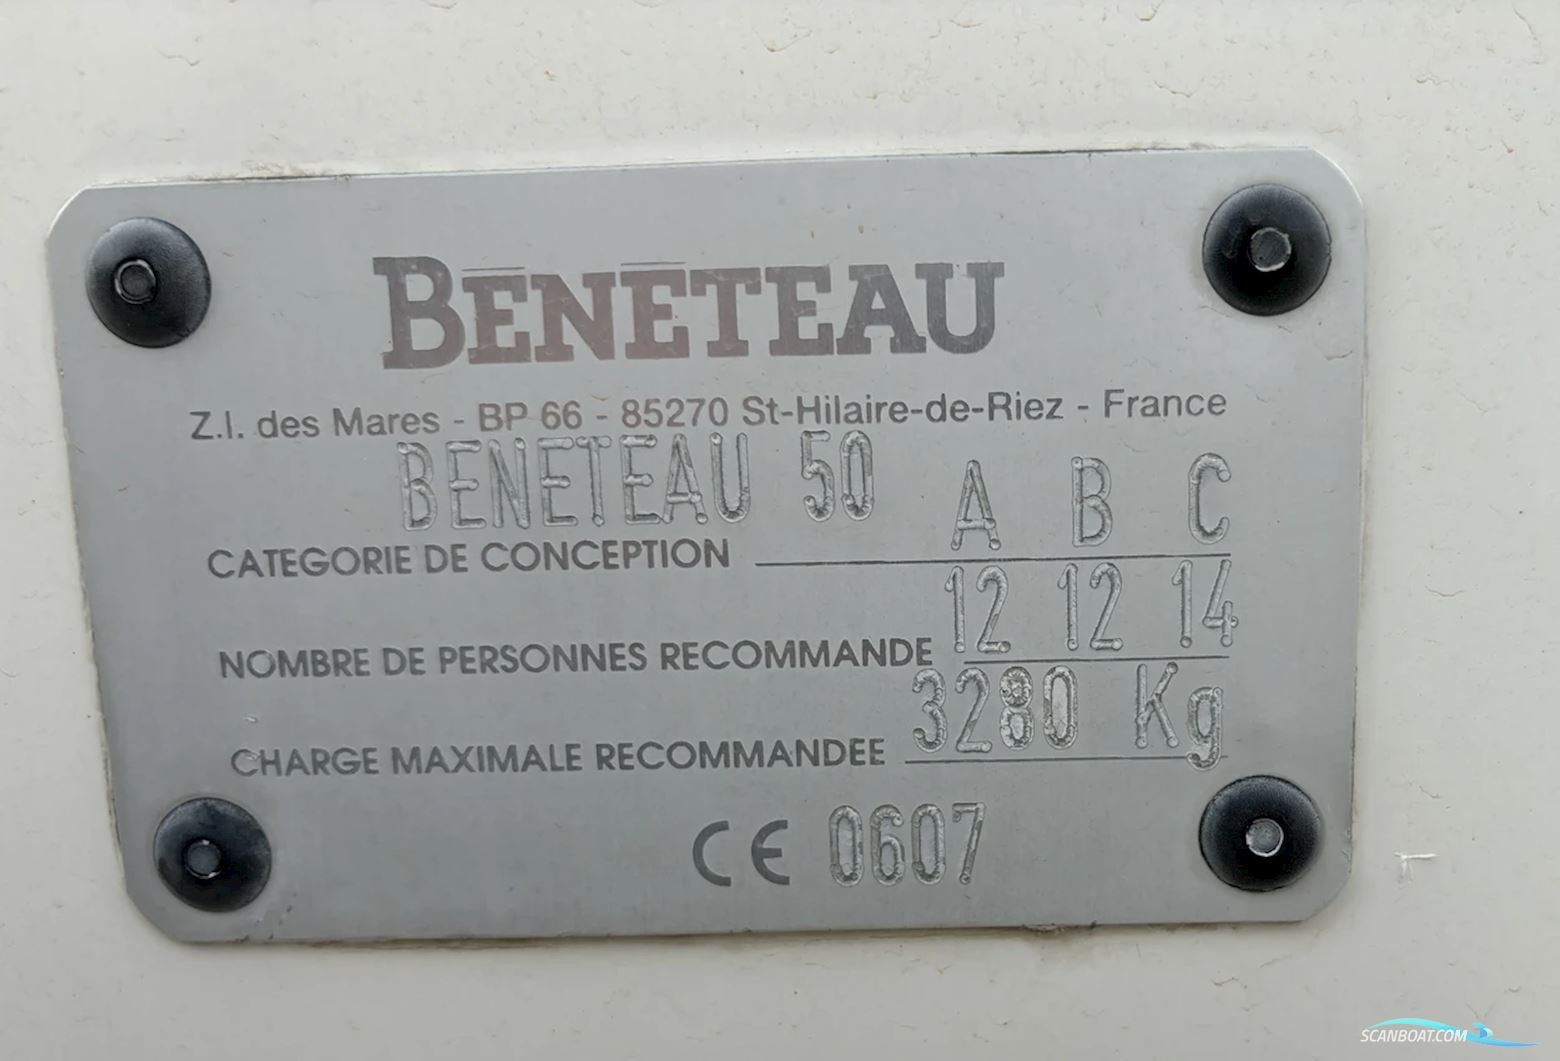 BENETEAU
Z.I. des Mares - BP 66 - 85270 St-Hilaire-de-Riez - France
BENETEAU 50
CATEGORIE DE CONCEPTION A B C
NOMBRE DE PERSONNES RECOMMANDE 12 12 14
CHARGE MAXIMALE RECOMMANDEE 3280 Kg
CE 0607
SCANBOAT.COM